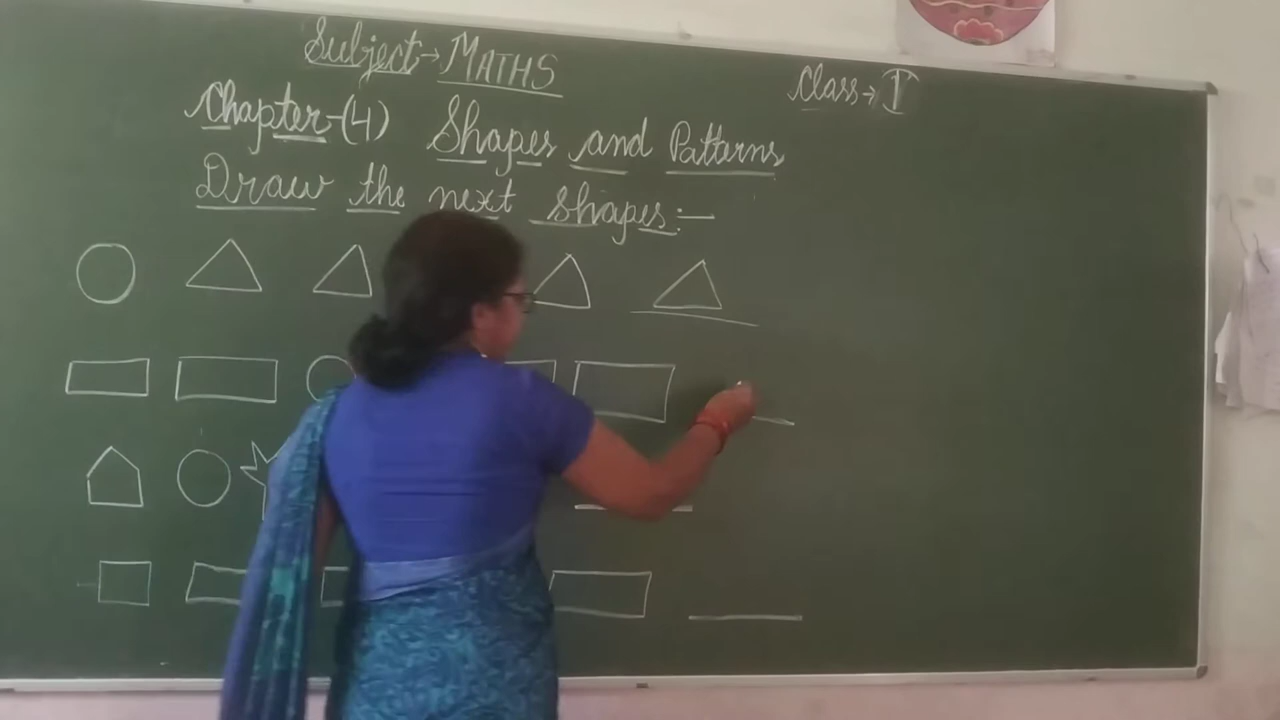 Subject → MATHS
Class → I
Chapter-(4) Shapes and Patterns
Draw the next shapes:—